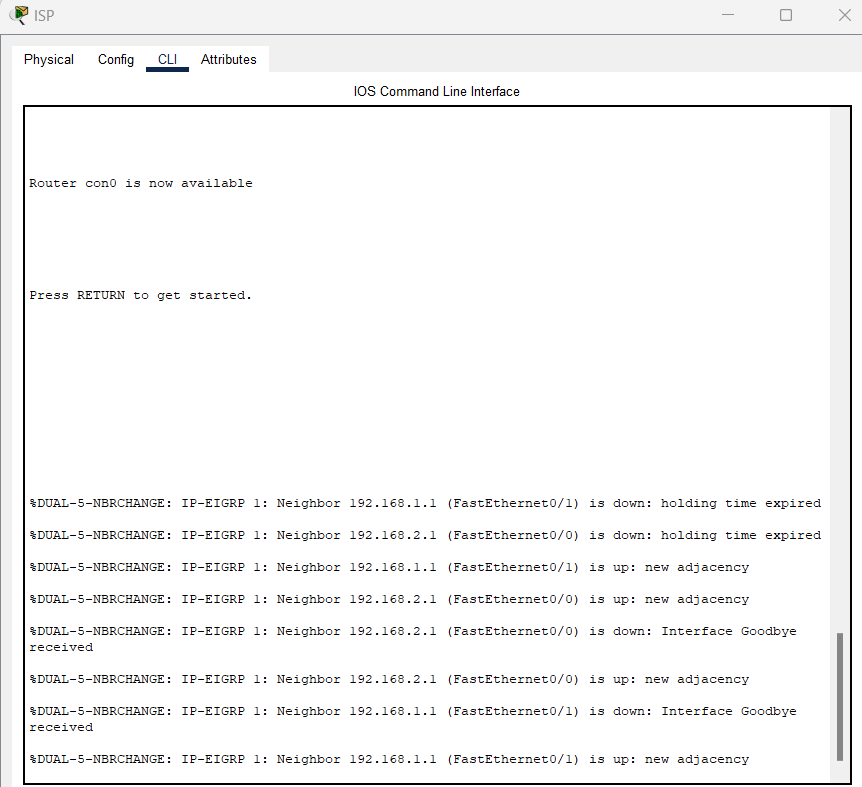 ISP
Physical Config CLI Attributes
IOS Command Line Interface
Router con0 is now available
Press RETURN to get started.
%DUAL-5-NBRCHANGE: IP-EIGRP 1: Neighbor 192.168.1.1 (FastEthernet0/1) is down: holding time expired
%DUAL-5-NBRCHANGE: IP-EIGRP 1: Neighbor 192.168.2.1 (FastEthernet0/0) is down: holding time expired
%DUAL-5-NBRCHANGE: IP-EIGRP 1: Neighbor 192.168.1.1 (FastEthernet0/1) is up: new adjacency
%DUAL-5-NBRCHANGE: IP-EIGRP 1: Neighbor 192.168.2.1 (FastEthernet0/0) is up: new adjacency
%DUAL-5-NBRCHANGE: IP-EIGRP 1: Neighbor 192.168.2.1 (FastEthernet0/0) is down: Interface Goodbye
received
%DUAL-5-NBRCHANGE: IP-EIGRP 1: Neighbor 192.168.2.1 (FastEthernet0/0) is up: new adjacency
%DUAL-5-NBRCHANGE: IP-EIGRP 1: Neighbor 192.168.1.1 (FastEthernet0/1) is down: Interface Goodbye
received
%DUAL-5-NBRCHANGE: IP-EIGRP 1: Neighbor 192.168.1.1 (FastEthernet0/1) is up: new adjacency